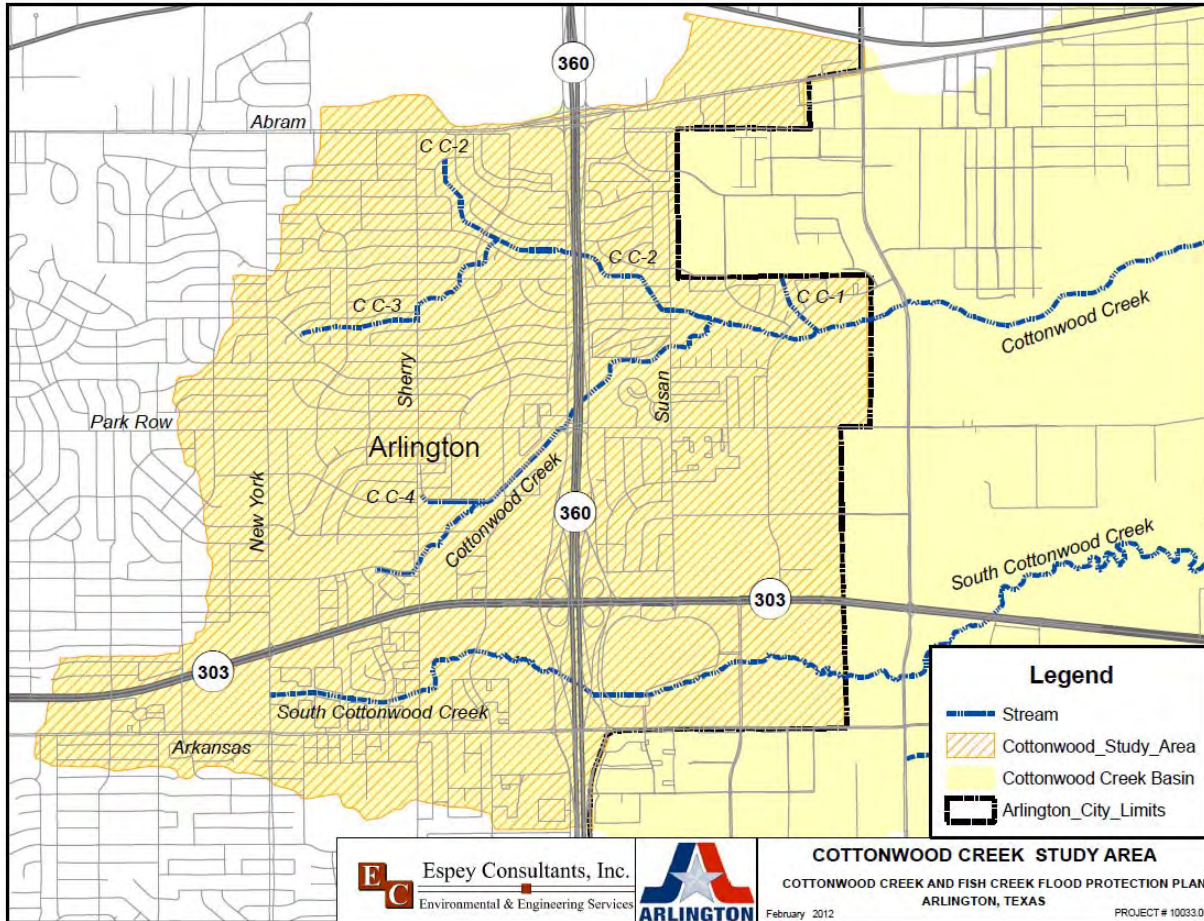 360
Abram
C C-2
C C-2
C C-1
C C-3
Cottonwood Creek
Sherry
Susan
Park Row
Arlington
New York
C C-4
Cottonwood Creek
360
South Cottonwood Creek
303
303
South Cottonwood Creek
Arkansas
Legend
Stream
Cottonwood_Study_Area
Cottonwood Creek Basin
Arlington_City_Limits
EC
Espey Consultants, Inc.
Environmental & Engineering Services
ARLINGTON
COTTONWOOD CREEK STUDY AREA
COTTONWOOD CREEK AND FISH CREEK FLOOD PROTECTION PLAN
ARLINGTON, TEXAS
February 2012
PROJECT # 10033.0